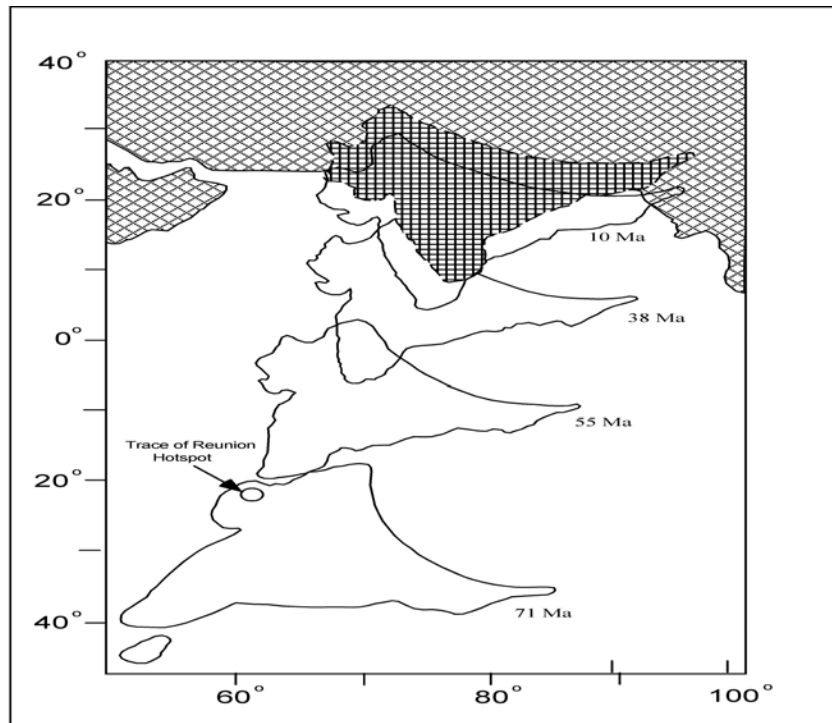 40°
20°
10 Ma
38 Ma
0°
55 Ma
Trace of Reunion
Hotspot
20°
71 Ma
40°
60°
80°
100°